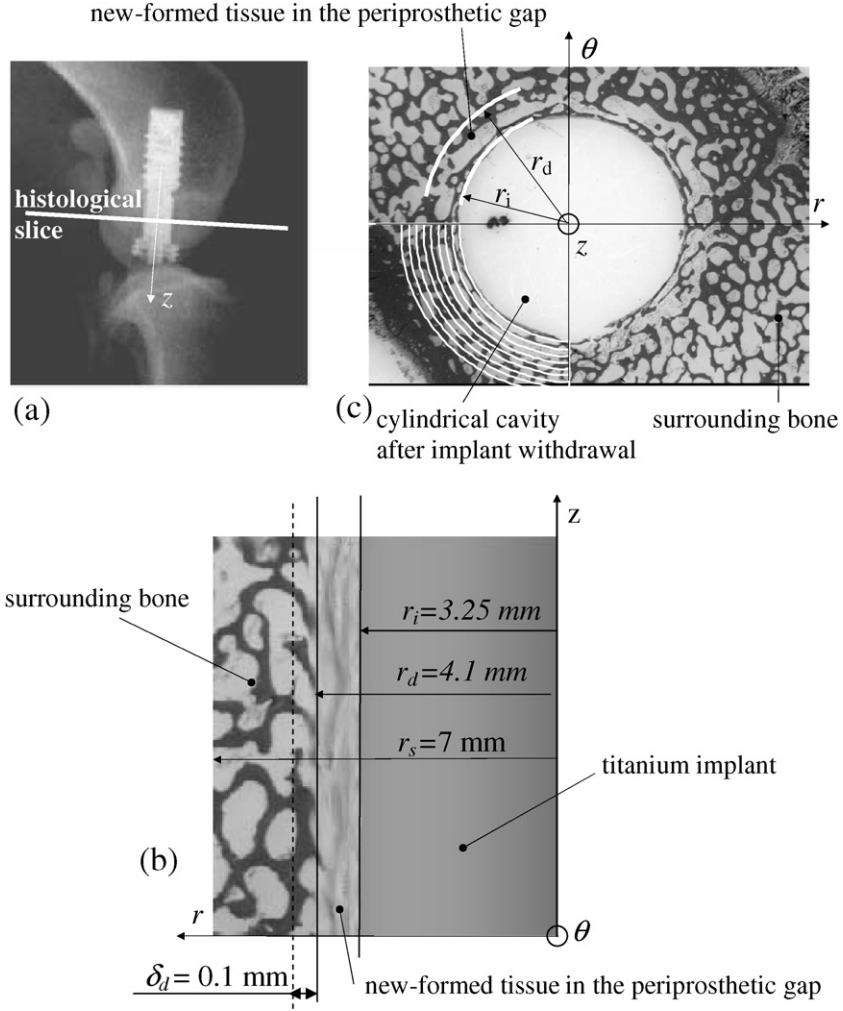 new-formed tissue in the periprosthetic gap
θ
histological
slice
z
(a)
r_d
r_i
r
z
(c)
cylindrical cavity
after implant withdrawal
surrounding bone
z
surrounding bone
r_i=3.25 mm
r_d=4.1 mm
r_s=7 mm
titanium implant
(b)
r
θ
δ_d= 0.1 mm
new-formed tissue in the periprosthetic gap